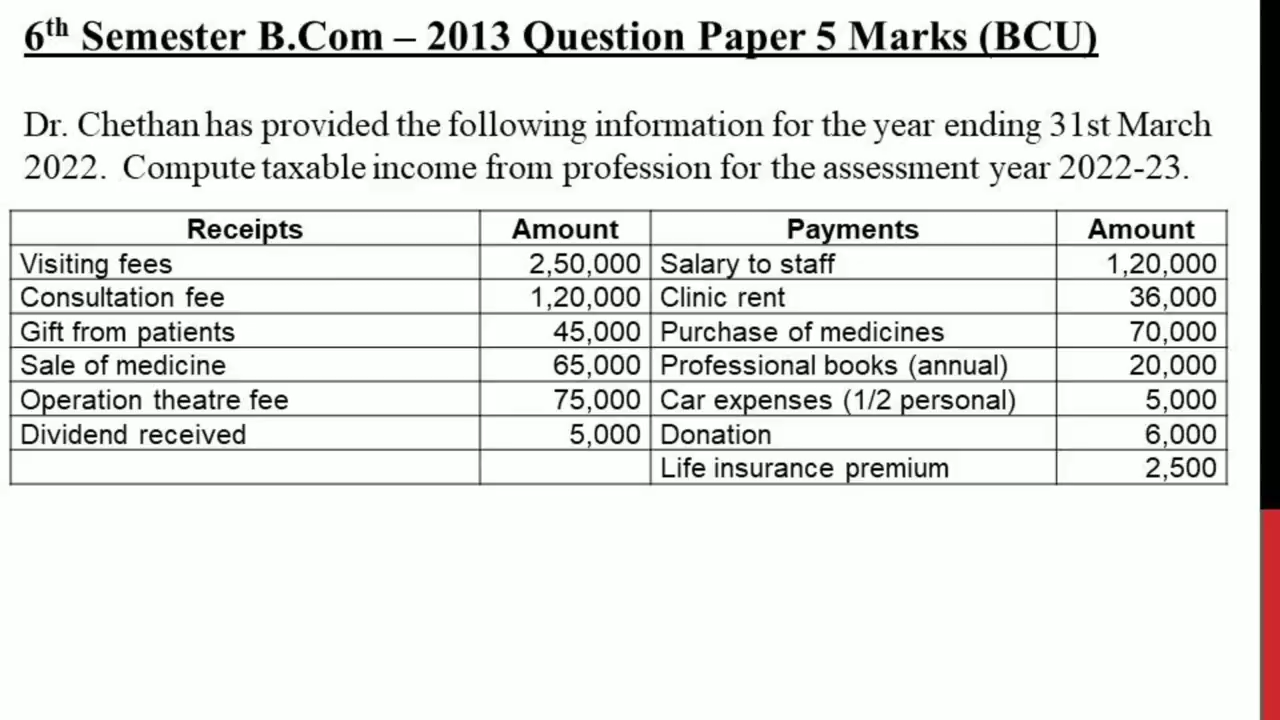 6th Semester B.Com – 2013 Question Paper 5 Marks (BCU)
Dr. Chethan has provided the following information for the year ending 31st March
2022. Compute taxable income from profession for the assessment year 2022-23.
Receipts Amount Payments Amount
Visiting fees 2,50,000 Salary to staff 1,20,000
Consultation fee 1,20,000 Clinic rent 36,000
Gift from patients 45,000 Purchase of medicines 70,000
Sale of medicine 65,000 Professional books (annual) 20,000
Operation theatre fee 75,000 Car expenses (1/2 personal) 5,000
Dividend received 5,000 Donation 6,000
Life insurance premium 2,500